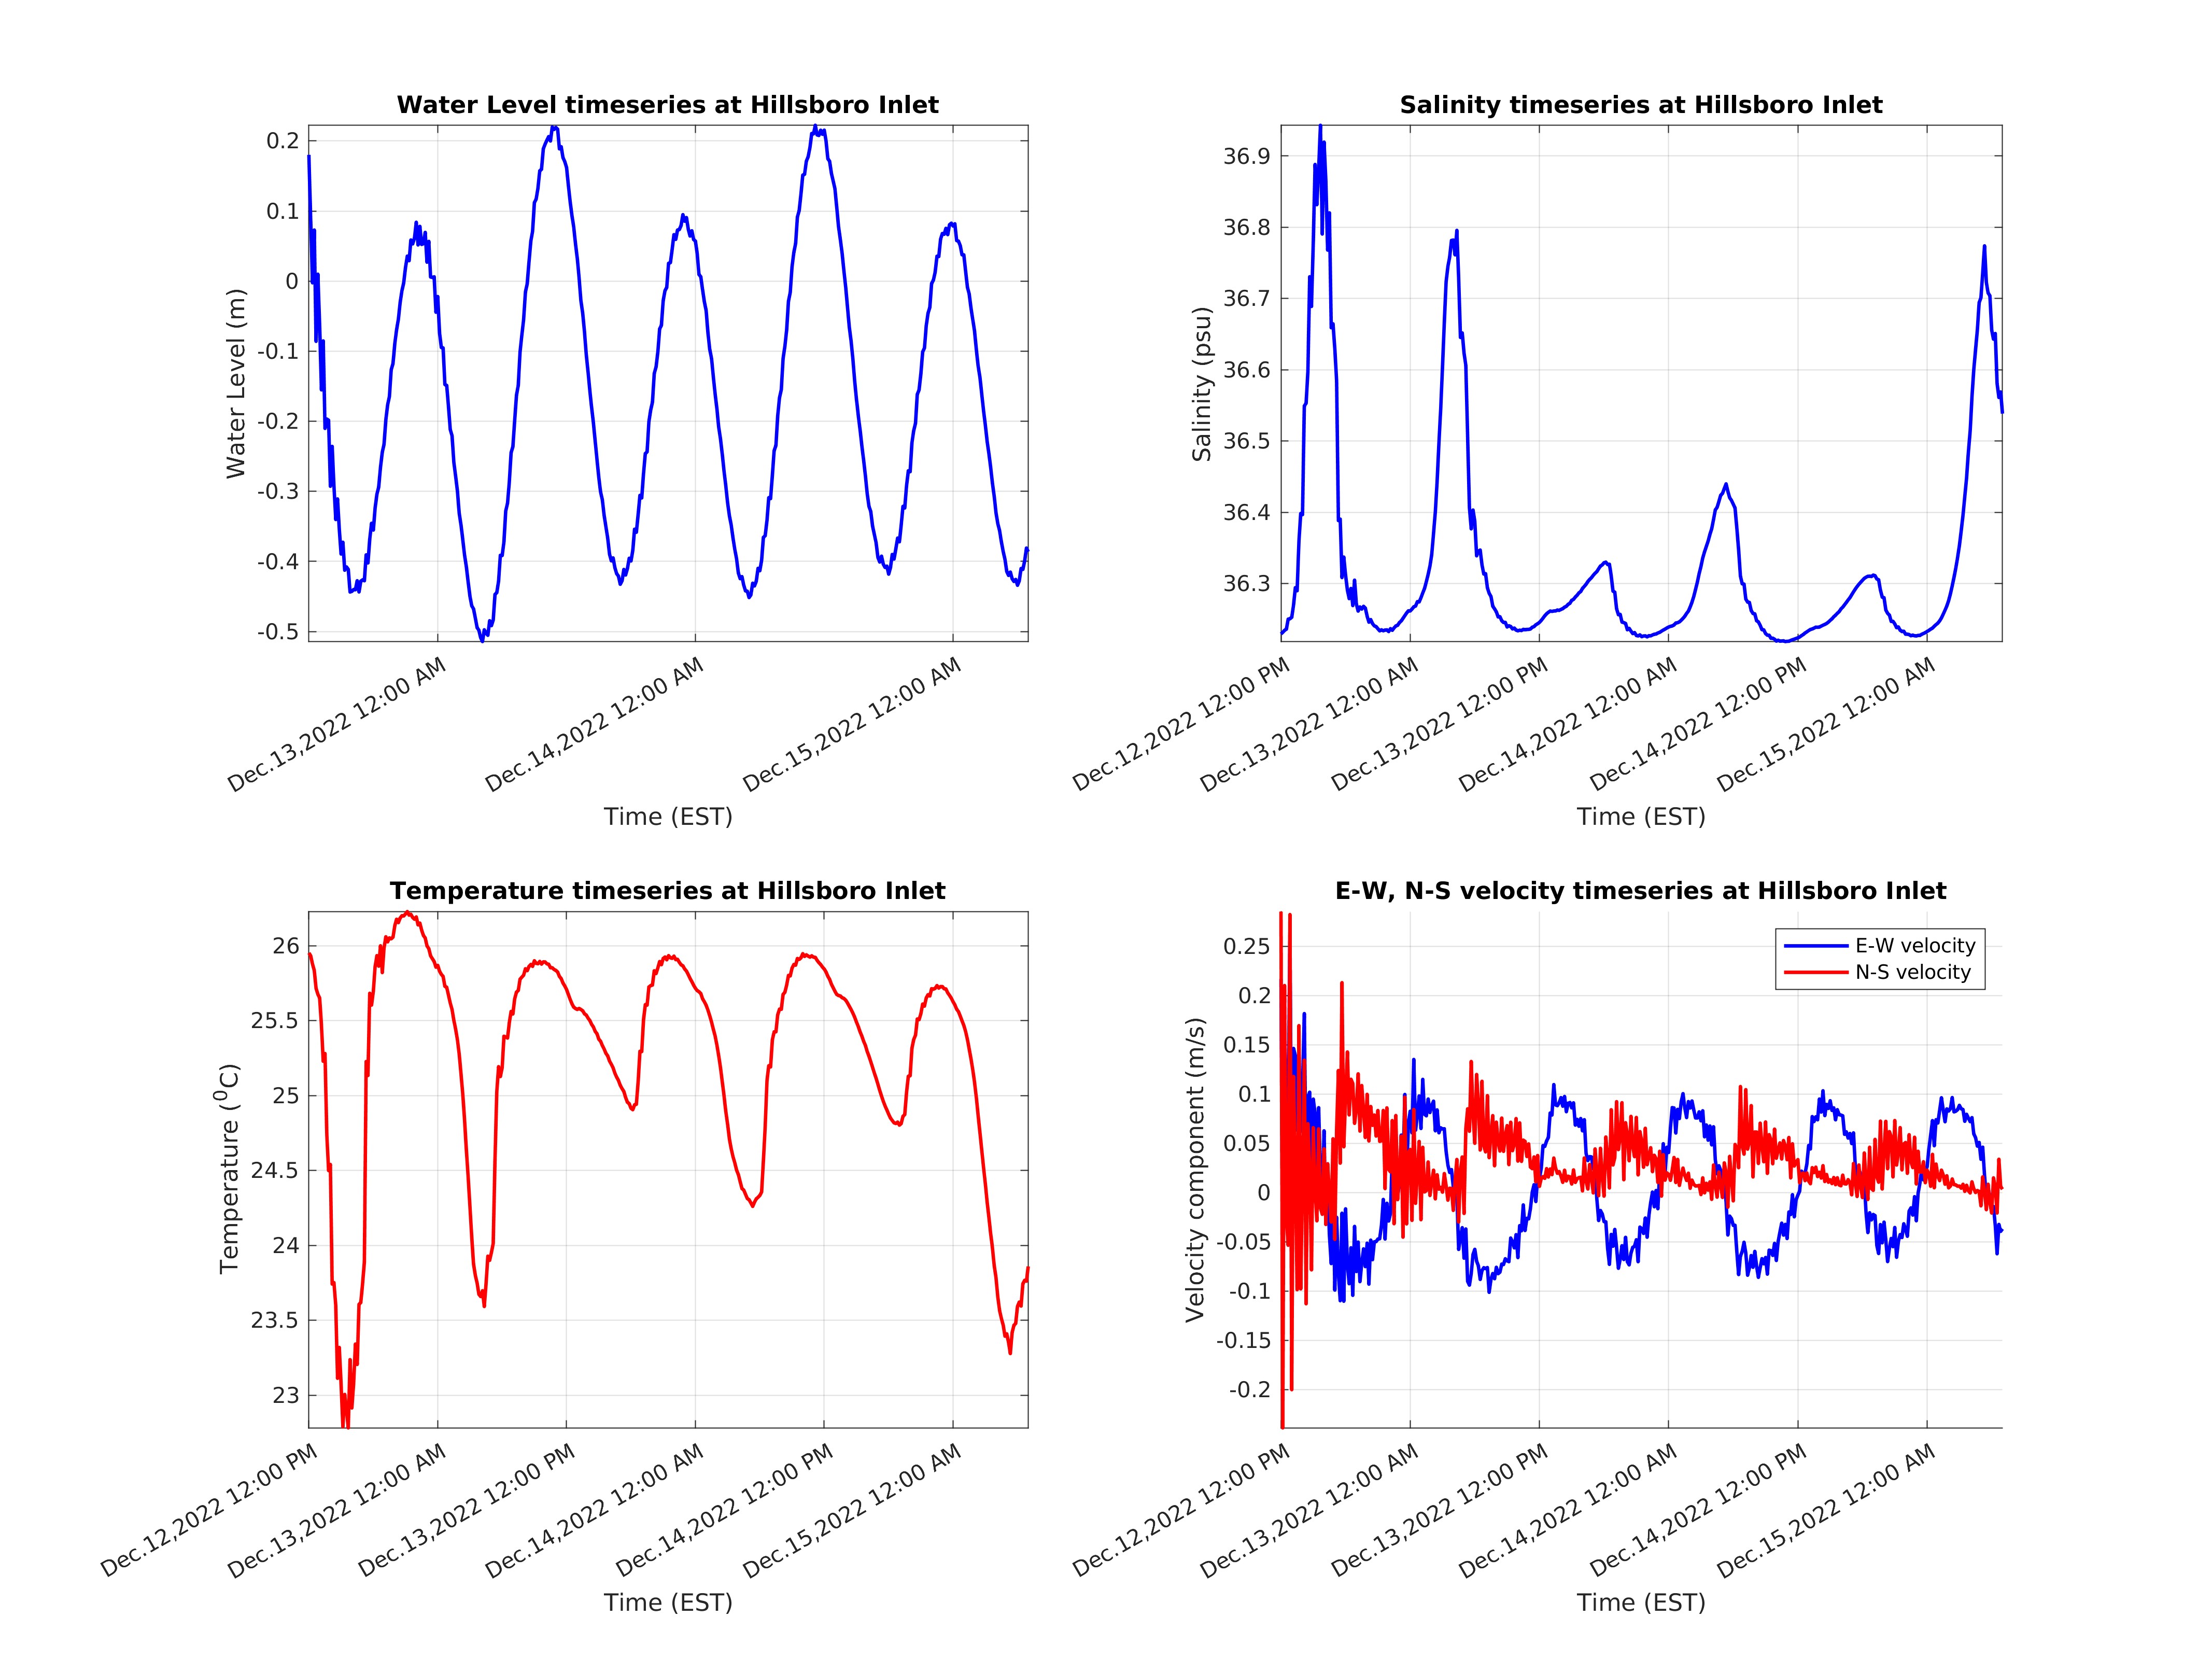 Water Level timeseries at Hillsboro Inlet
0.2
0.1
0
-0.1
-0.2
-0.3
-0.4
-0.5
Water Level (m)
Dec.13,2022 12:00 AM
Dec.14,2022 12:00 AM
Dec.15,2022 12:00 AM
Time (EST)
Salinity timeseries at Hillsboro Inlet
36.9
36.8
36.7
36.6
36.5
36.4
36.3
Salinity (psu)
Dec.12,2022 12:00 PM
Dec.13,2022 12:00 AM
Dec.13,2022 12:00 PM
Dec.14,2022 12:00 AM
Dec.14,2022 12:00 PM
Dec.15,2022 12:00 AM
Time (EST)
Temperature timeseries at Hillsboro Inlet
26
25.5
25
24.5
24
23.5
23
Temperature (⁰C)
Dec.12,2022 12:00 PM
Dec.13,2022 12:00 AM
Dec.13,2022 12:00 PM
Dec.14,2022 12:00 AM
Dec.14,2022 12:00 PM
Dec.15,2022 12:00 AM
Time (EST)
E-W, N-S velocity timeseries at Hillsboro Inlet
E-W velocity
N-S velocity
0.25
0.2
0.15
0.1
0.05
0
-0.05
-0.1
-0.15
-0.2
Velocity component (m/s)
Dec.12,2022 12:00 PM
Dec.13,2022 12:00 AM
Dec.13,2022 12:00 PM
Dec.14,2022 12:00 AM
Dec.14,2022 12:00 PM
Dec.15,2022 12:00 AM
Time (EST)